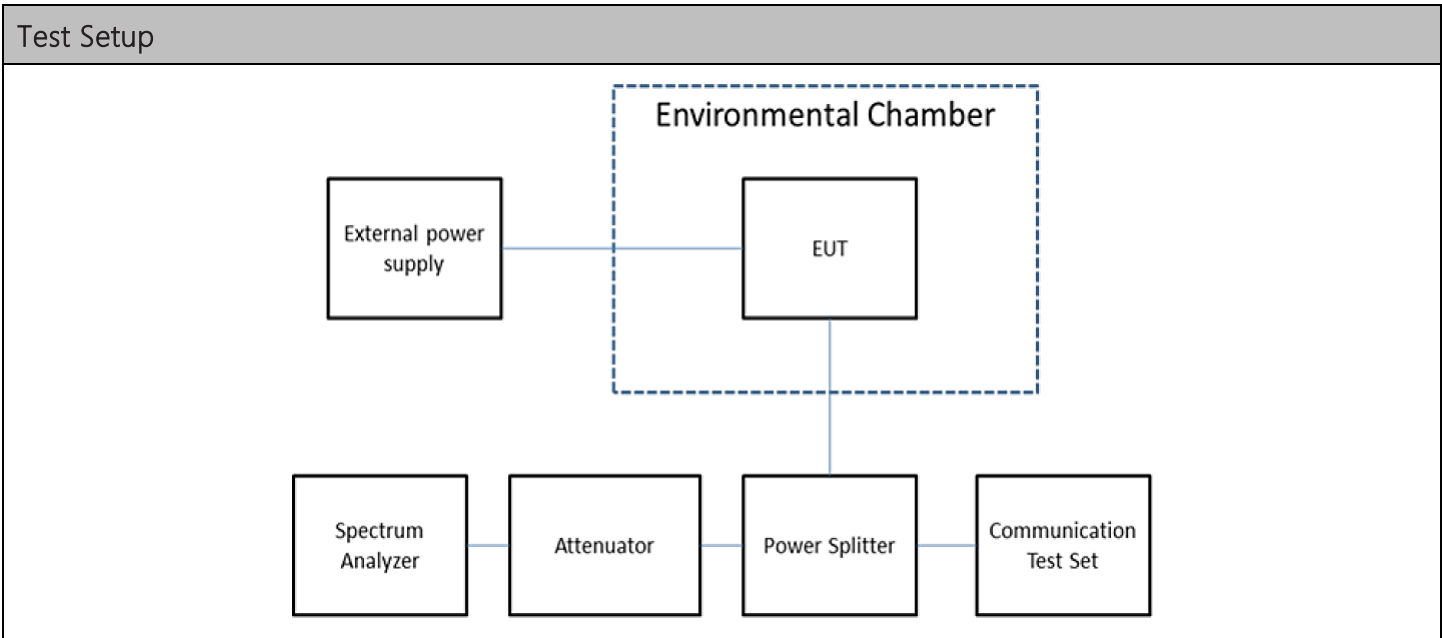 Test Setup
Environmental Chamber
External power
supply
EUT
Spectrum
Analyzer
Attenuator
Power Splitter
Communication
Test Set